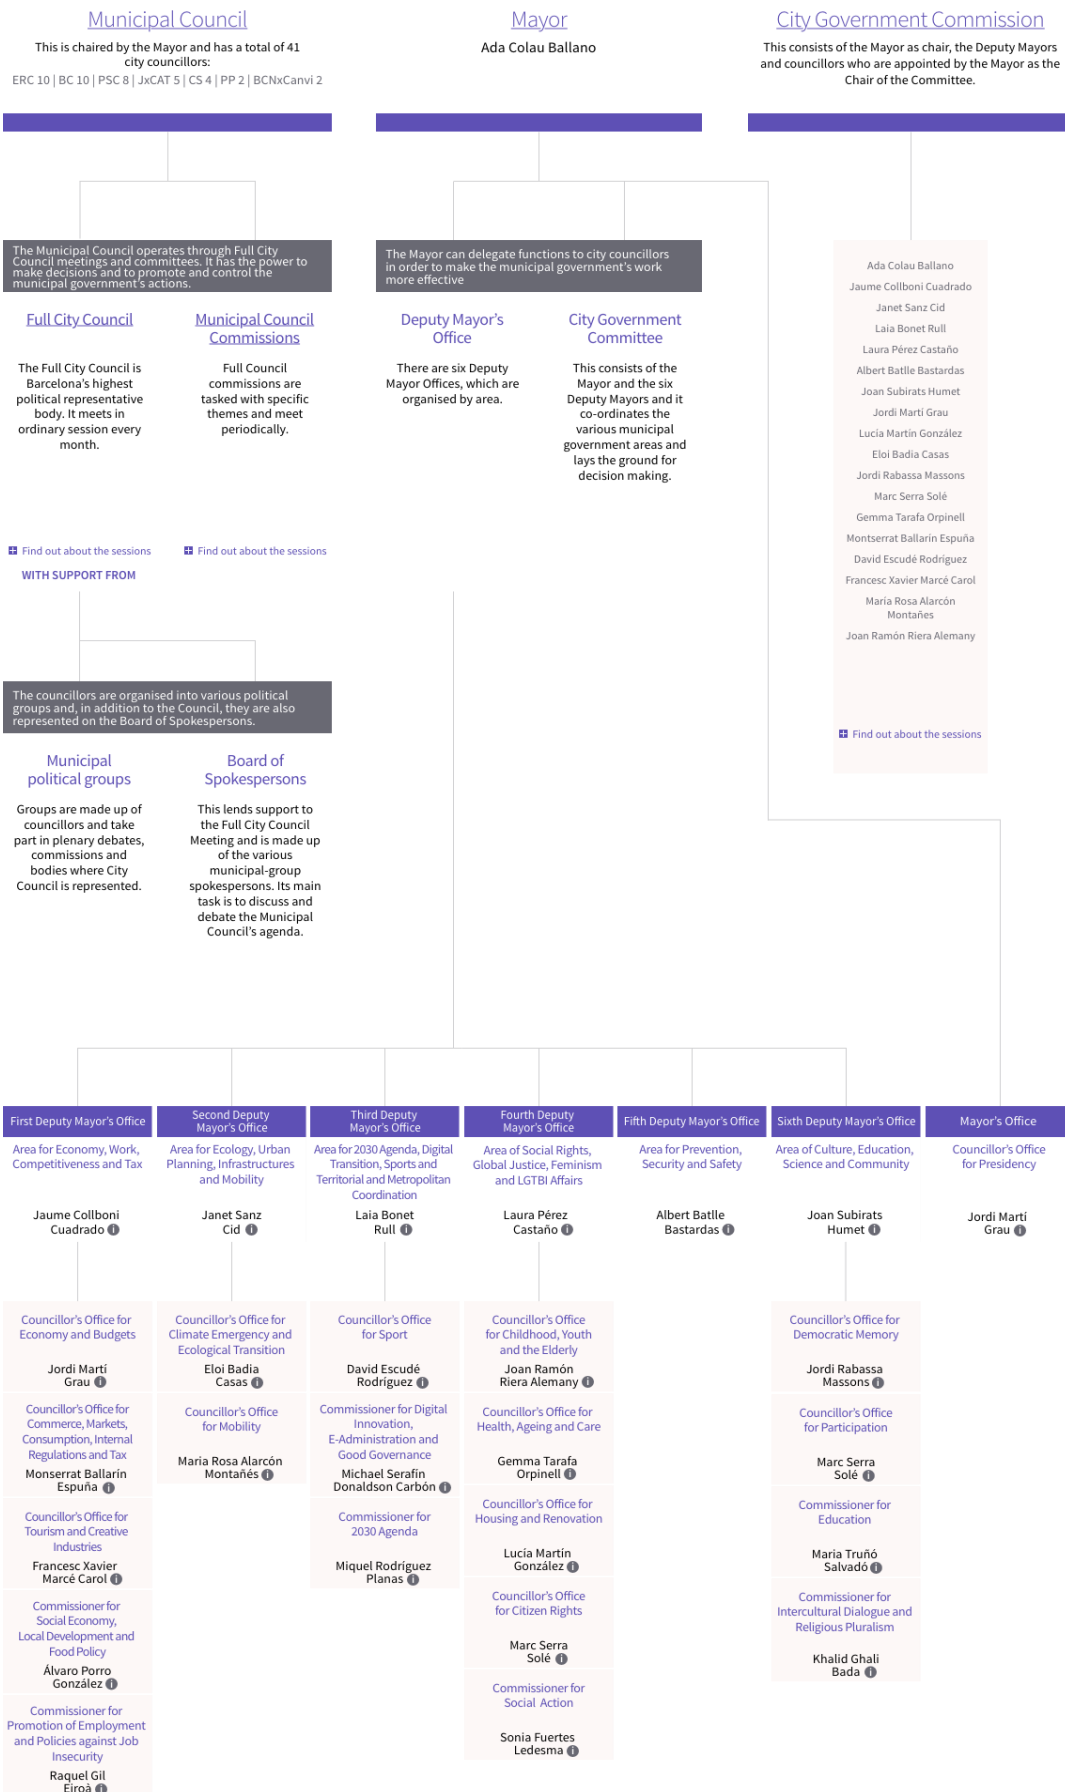 Municipal Council
This is chaired by the Mayor and has a total of 41
city councillors:
ERC 10 | BC 10 | PSC 8 | JxCAT 5 | CS 4 | PP 2 | BCNxCanvi 2
Mayor
Ada Colau Ballano
City Government Commission
This consists of the Mayor as chair, the Deputy Mayors
and councillors who are appointed by the Mayor as the
Chair of the Committee.
The Municipal Council operates through Full City
Council meetings and committees. It has the power to
make decisions and to promote and control the
municipal government's actions.
Full City Council
The Full City Council is
Barcelona's highest
political representative
body. It meets in
ordinary session every
month.
Find out about the sessions
Municipal Council
Commissions
Full Council
commissions are
tasked with specific
themes and meet
periodically.
Find out about the sessions
WITH SUPPORT FROM
The councillors are organised into various political
groups and, in addition to the Council, they are also
represented on the Board of Spokespersons.
Municipal
political groups
Groups are made up of
councillors and take
part in plenary debates,
commissions and
bodies where City
Council is represented.
Board of
Spokespersons
This lends support to
the Full City Council
Meeting and is made up
of the various
municipal-group
spokespersons. Its main
task is to discuss and
debate the Municipal
Council's agenda.
The Mayor can delegate functions to city councillors
in order to make the municipal government's work
more effective
Deputy Mayor's
Office
There are six Deputy
Mayor Offices, which are
organised by area.
City Government
Committee
This consists of the
Mayor and the six
Deputy Mayors and it
co-ordinates the
various municipal
government areas and
lays the ground for
decision making.
Ada Colau Ballano
Jaume Collboni Cuadrado
Janet Sanz Cid
Laia Bonet Rull
Laura Pérez Castaño
Albert Batlle Bastardas
Joan Subirats Humet
Jordi Martí Grau
Lucia Martín González
Eloi Badia Casas
Jordi Rabassa Massons
Marc Serra Solé
Gemma Tarafa Orpinell
Montserrat Ballarin Espuña
David Escudé Rodríguez
Francesc Xavier Marcé Carol
Maria Rosa Alarcón
Montañes
Joan Ramón Riera Alemany
Find out about the sessions
First Deputy Mayor's Office
Area for Economy, Work,
Competitiveness and Tax
Jaume Collboni
Cuadrado
Councillor's Office for
Economy and Budgets
Jordi Martí
Grau
Councillor's Office for
Commerce, Markets,
Consumption, Internal
Regulations and Tax
Monserrat Ballarín
Espuña
Councillor's Office for
Tourism and Creative
Industries
Francesc Xavier
Marcé Carol
Commissioner for
Social Economy,
Local Development and
Food Policy
Álvaro Porro
González
Commissioner for
Promotion of Employment
and Policies against Job
Insecurity
Raquel Gil
Eiroà
Second Deputy
Mayor's Office
Area for Ecology, Urban
Planning, Infrastructures
and Mobility
Janet Sanz
Cid
Councillor's Office for
Climate Emergency and
Ecological Transition
Eloi Badia
Casas
Councillor's Office
for Mobility
Maria Rosa Alarcón
Montañés
Third Deputy
Mayor's Office
Area for 2030 Agenda, Digital
Transition, Sports and
Territorial and Metropolitan
Coordination
Laia Bonet
Rull
Councillor's Office
for Sport
David Escudé
Rodríguez
Commissioner for Digital
Innovation,
E-Administration and
Good Governance
Michael Serafín
Donaldson Carbón
Commissioner for
2030 Agenda
Miquel Rodríguez
Planas
Fourth Deputy
Mayor's Office
Area of Social Rights,
Global Justice, Feminism
and LGTBI Affairs
Laura Pérez
Castaño
Councillor's Office
for Childhood, Youth
and the Elderly
Joan Ramón
Riera Alemany
Councillor's Office for
Health, Ageing and Care
Gemma Tarafa
Orpinell
Councillor's Office for
Housing and Renovation
Lucía Martín
González
Councillor's Office
for Citizen Rights
Marc Serra
Solé
Commissioner for
Social Action
Sonia Fuertes
Ledesma
Fifth Deputy Mayor's Office
Area for Prevention,
Security and Safety
Albert Batlle
Bastardas
Sixth Deputy Mayor's Office
Area of Culture, Education,
Science and Community
Joan Subirats
Humet
Councillor's Office for
Democratic Memory
Jordi Rabassa
Massons
Councillor's Office
for Participation
Marc Serra
Solé
Commissioner for
Education
Maria Truñó
Salvadó
Commissioner for
Intercultural Dialogue and
Religious Pluralism
Khalid Ghali
Bada
Mayor's Office
Councillor's Office
for Presidency
Jordi Martí
Grau